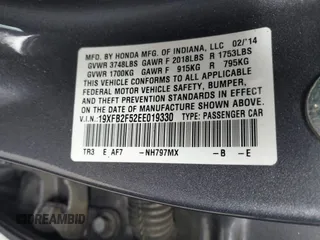 MFD. BY HONDA MFG. OF INDIANA, LLC 02/'14
GVWR 3748LBS GAWR F 2018LBS R 1753LBS
GVWR 1700KG GAWR F 915KG R 795KG
THIS VEHICLE CONFORMS TO ALL APPLICABLE
FEDERAL MOTOR VEHICLE SAFETY, BUMPER,
AND THEFT PREVENTION STANDARDS IN EFFECT
ON THE DATE OF MANUFACTURE SHOWN ABOVE.
V.I.N: 19XFB2F52EE019330 TYPE: PASSENGER CAR
TR3 E AF7 -NH797MX -B -E
DREAMBID